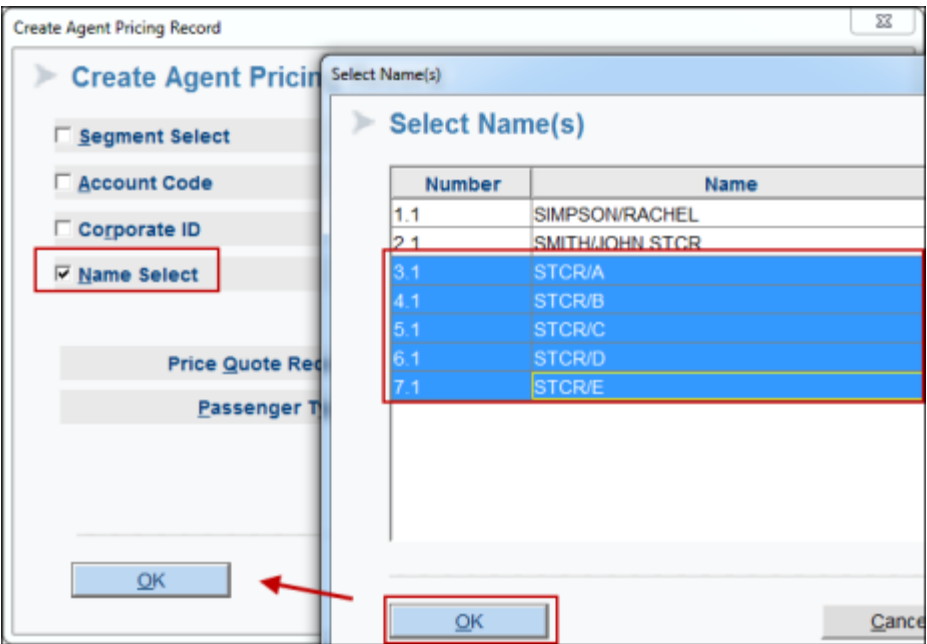 Create Agent Pricing Record
Create Agent Pricin
Segment Select
Account Code
Corporate ID
Name Select
Price Quote Rec
Passenger T
OK
Select Name(s)
Select Name(s)
Number Name
1.1 SIMPSON/RACHEL
2.1 SMITH/JOHN STCR
3.1 STCR/A
4.1 STCR/B
5.1 STCR/C
6.1 STCR/D
7.1 STCR/E
OK Cance